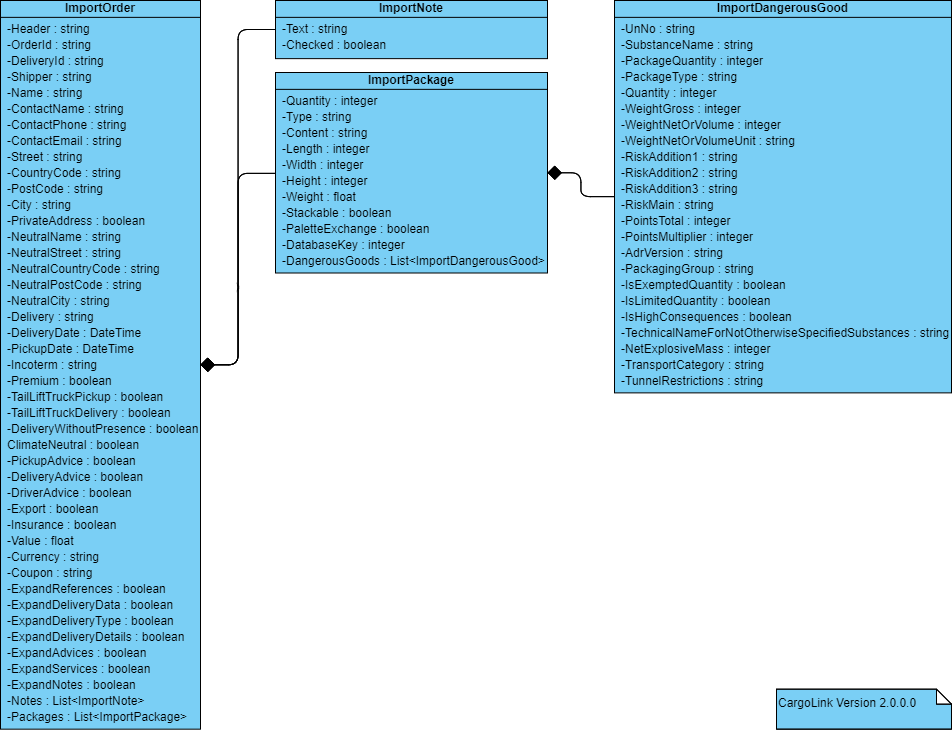 ImportOrder
-Header : string
-OrderId : string
-DeliveryId : string
-Shipper : string
-Name : string
-ContactName : string
-ContactPhone : string
-ContactEmail : string
-Street : string
-CountryCode : string
-PostCode : string
-City : string
-PrivateAddress : boolean
-NeutralName : string
-NeutralStreet : string
-NeutralCountryCode : string
-NeutralPostCode : string
-NeutralCity : string
-Delivery : string
-DeliveryDate : DateTime
-PickupDate : DateTime
-Incoterm : string
-Premium : boolean
-TailLiftTruckPickup : boolean
-TailLiftTruckDelivery : boolean
-DeliveryWithoutPresence : boolean
ClimateNeutral : boolean
-PickupAdvice : boolean
-DeliveryAdvice : boolean
-DriverAdvice : boolean
-Export : boolean
-Insurance : boolean
-Value : float
-Currency : string
-Coupon : string
-ExpandReferences : boolean
-ExpandDeliveryData : boolean
-ExpandDeliveryType : boolean
-ExpandDeliveryDetails : boolean
-ExpandAdvices : boolean
-ExpandServices : boolean
-ExpandNotes : boolean
-Notes : List<ImportNote>
-Packages : List<ImportPackage>
ImportNote
-Text : string
-Checked : boolean
ImportPackage
-Quantity : integer
-Type : string
-Content : string
-Length : integer
-Width : integer
-Height : integer
-Weight : float
-Stackable : boolean
-PaletteExchange : boolean
-DatabaseKey : integer
-DangerousGoods : List<ImportDangerousGood>
ImportDangerousGood
-UnNo : string
-SubstanceName : string
-PackageQuantity : integer
-PackageType : string
-Quantity : integer
-WeightGross : integer
-WeightNetOrVolume : integer
-WeightNetOrVolumeUnit : string
-RiskAddition1 : string
-RiskAddition2 : string
-RiskAddition3 : string
-RiskMain : string
-PointsTotal : integer
-PointsMultiplier : integer
-AdrVersion : string
-PackagingGroup : string
-IsExemptedQuantity : boolean
-IsLimitedQuantity : boolean
-IsHighConsequences : boolean
-TechnicalNameForNotOtherwiseSpecifiedSubstances : string
-NetExplosiveMass : integer
-TransportCategory : string
-TunnelRestrictions : string
CargoLink Version 2.0.0.0